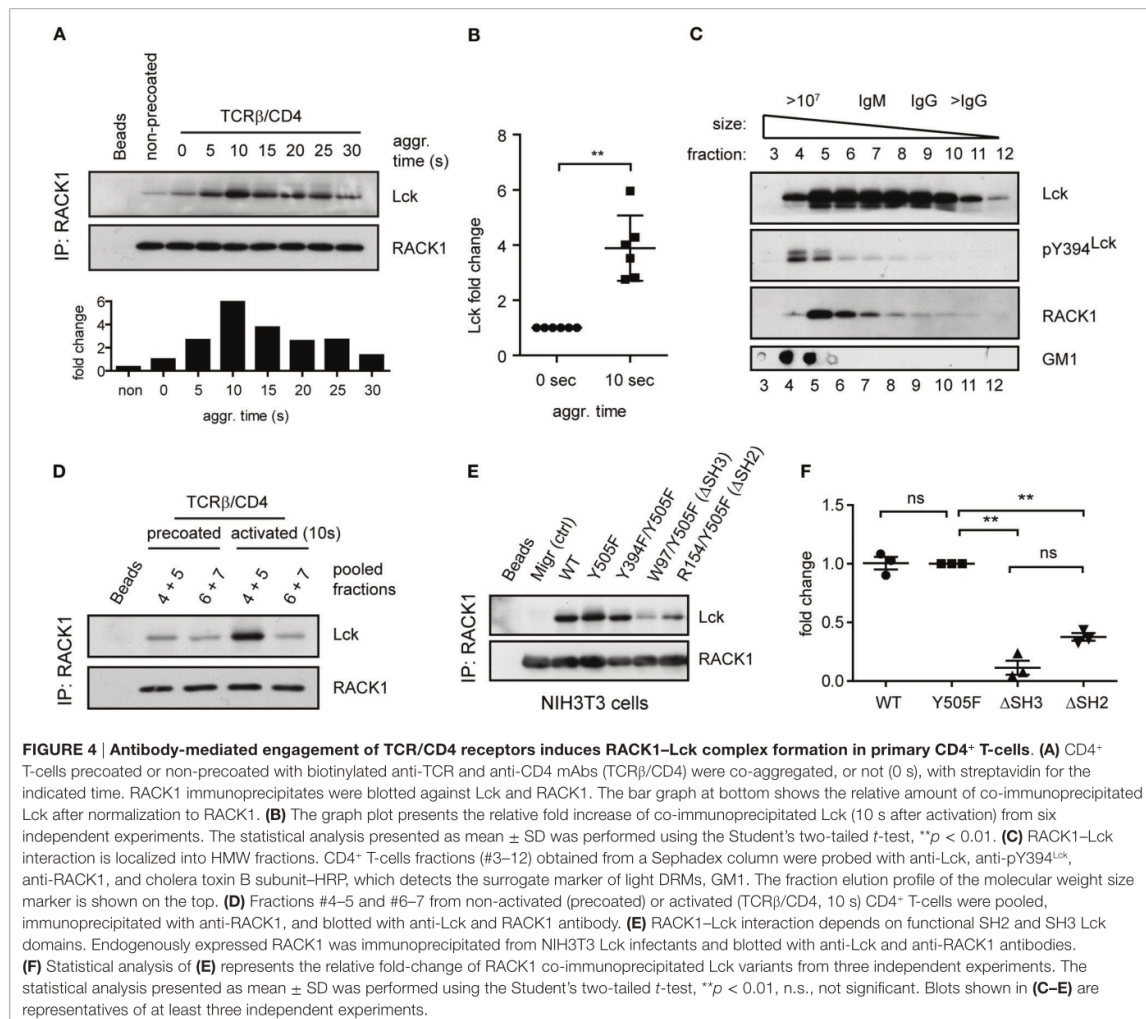 A
Beads
non-precoated
TCRβ/CD4
0 5 10 15 20 25 30
aggr. time (s)
IP: RACK1
Lck
RACK1
fold change
6
4
2
0
non 0 5 10 15 20 25 30
aggr. time (s)
B
Lck fold change
8
6
4
2
0
**
0 sec 10 sec
aggr. time
C
>10⁷ IgM IgG >IgG
size:
fraction: 3 4 5 6 7 8 9 10 11 12
Lck
pY394ᴸᶜᵏ
RACK1
GM1
3 4 5 6 7 8 9 10 11 12
D
TCRβ/CD4
precoated activated (10s)
Beads
4 + 5
6 + 7
4 + 5
6 + 7
pooled fractions
IP: RACK1
Lck
RACK1
E
Beads
Migr (ctrl)
WT
Y505F
Y394F/Y505F
W97/Y505F (ΔSH3)
R154/Y505F (ΔSH2)
IP: RACK1
Lck
RACK1
NIH3T3 cells
F
fold change
1.0
0.5
0.0
ns
**
**
ns
WT Y505F ΔSH3 ΔSH2
FIGURE 4 | Antibody-mediated engagement of TCR/CD4 receptors induces RACK1–Lck complex formation in primary CD4⁺ T-cells. (A) CD4⁺
T-cells precoated or non-precoated with biotinylated anti-TCR and anti-CD4 mAbs (TCRβ/CD4) were co-aggregated, or not (0 s), with streptavidin for the
indicated time. RACK1 immunoprecipitates were blotted against Lck and RACK1. The bar graph at bottom shows the relative amount of co-immunoprecipitated
Lck after normalization to RACK1. (B) The graph plot presents the relative fold increase of co-immunoprecipitated Lck (10 s after activation) from six
independent experiments. The statistical analysis presented as mean ± SD was performed using the Student's two-tailed t-test, **p < 0.01. (C) RACK1–Lck
interaction is localized into HMW fractions. CD4⁺ T-cells fractions (#3–12) obtained from a Sephadex column were probed with anti-Lck, anti-pY394ᴸᶜᵏ,
anti-RACK1, and cholera toxin B subunit–HRP, which detects the surrogate marker of light DRMs, GM1. The fraction elution profile of the molecular weight size
marker is shown on the top. (D) Fractions #4–5 and #6–7 from non-activated (precoated) or activated (TCRβ/CD4, 10 s) CD4⁺ T-cells were pooled,
immunoprecipitated with anti-RACK1, and blotted with anti-Lck and RACK1 antibody. (E) RACK1–Lck interaction depends on functional SH2 and SH3 Lck
domains. Endogenously expressed RACK1 was immunoprecipitated from NIH3T3 Lck infectants and blotted with anti-Lck and anti-RACK1 antibodies.
(F) Statistical analysis of (E) represents the relative fold-change of RACK1 co-immunoprecipitated Lck variants from three independent experiments. The
statistical analysis presented as mean ± SD was performed using the Student's two-tailed t-test, **p < 0.01, n.s., not significant. Blots shown in (C–E) are
representatives of at least three independent experiments.